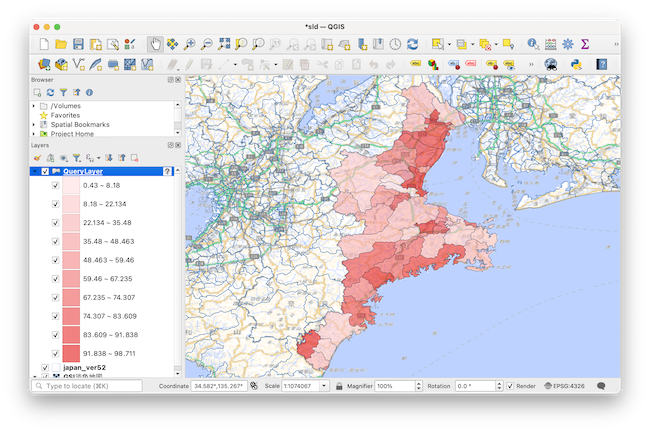 *sld — QGIS
Browser
/Volumes
Favorites
Spatial Bookmarks
Project Home
Layers
QueryLayer
0.43 ~ 8.18
8.18 ~ 22.134
22.134 ~ 35.48
35.48 ~ 48.463
48.463 ~ 59.46
59.46 ~ 67.235
67.235 ~ 74.307
74.307 ~ 83.609
83.609 ~ 91.838
91.838 ~ 98.711
japan_ver52
Type to locate (⌘K)
Coordinate 34.582°,135.267°
Scale 1:1074067
Magnifier 100%
Rotation 0.0 °
Render
EPSG:4326